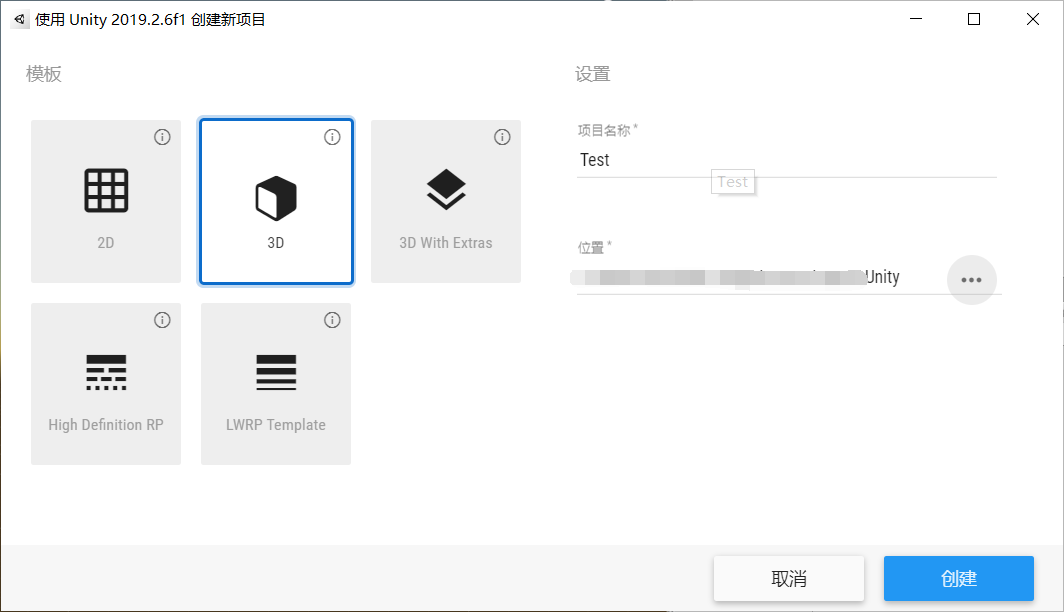 使用 Unity 2019.2.6f1 创建新项目
模板
2D
3D
3D With Extras
High Definition RP
LWRP Template
设置
项目名称 *
Test
Test
位置 *
Unity
取消
创建